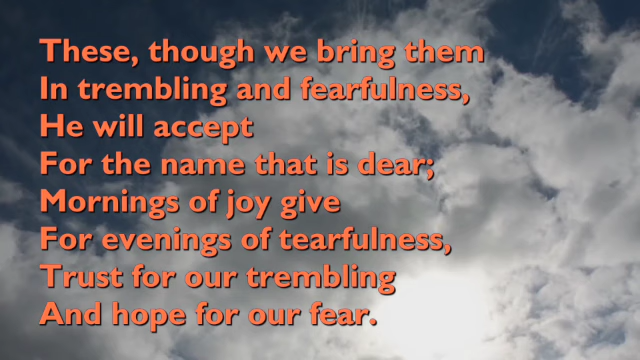 These, though we bring them
In trembling and fearfulness,
He will accept
For the name that is dear;
Mornings of joy give
For evenings of tearfulness,
Trust for our trembling
And hope for our fear.